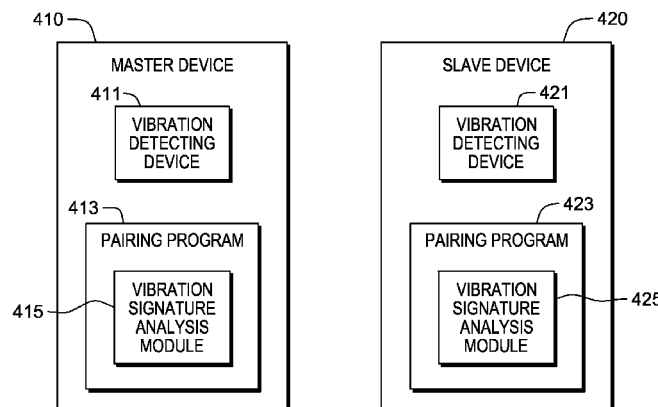 410
420
MASTER DEVICE
SLAVE DEVICE
411
421
VIBRATION
DETECTING
DEVICE
VIBRATION
DETECTING
DEVICE
413
423
PAIRING PROGRAM
PAIRING PROGRAM
415
VIBRATION
SIGNATURE
ANALYSIS
MODULE
VIBRATION
SIGNATURE
ANALYSIS
MODULE
425